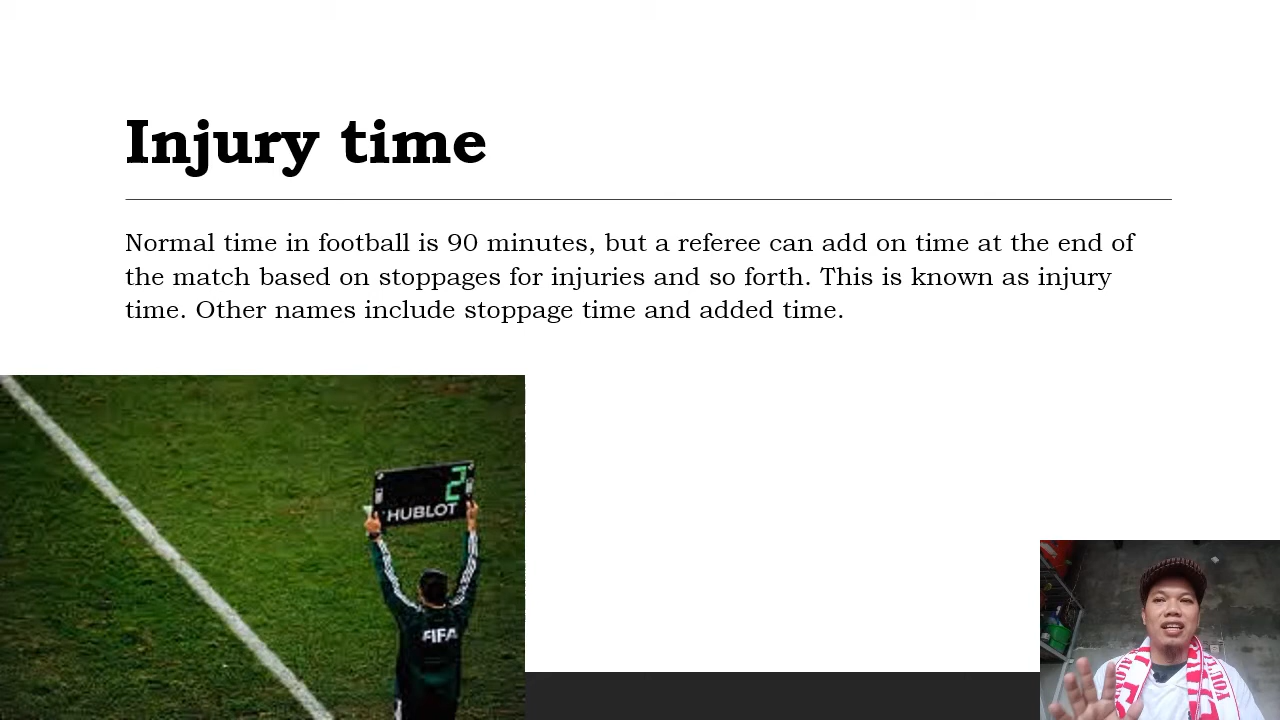 Injury time
Normal time in football is 90 minutes, but a referee can add on time at the end of
the match based on stoppages for injuries and so forth. This is known as injury
time. Other names include stoppage time and added time.
2
HUBLOT
FIFA